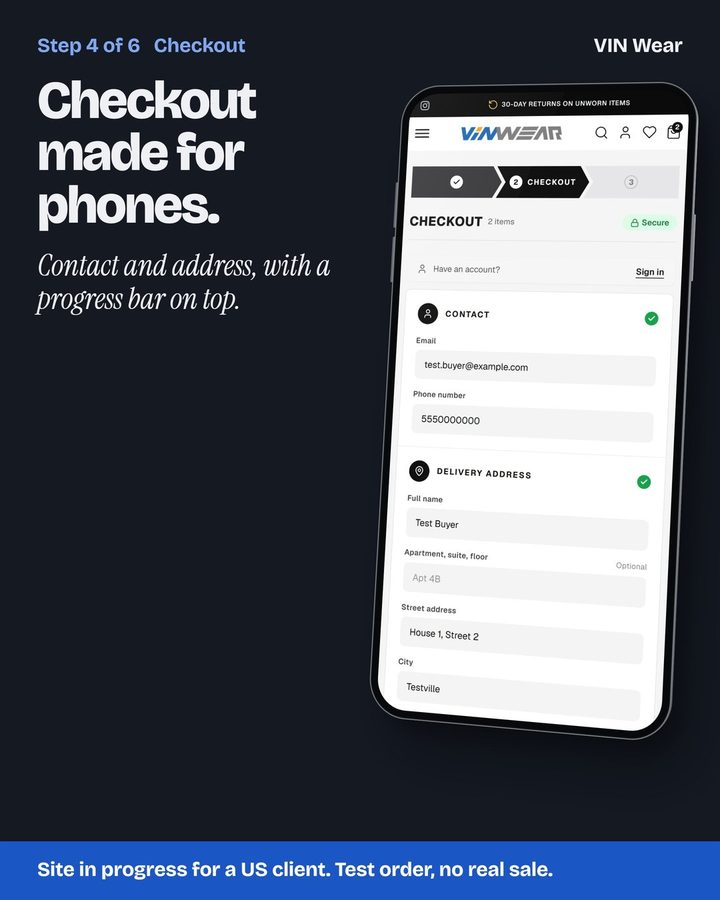 Step 4 of 6 Checkout
VIN Wear
Checkout
made for
phones.
Contact and address, with a
progress bar on top.
30-DAY RETURNS ON UNWORN ITEMS
VINWEAR
2
2 CHECKOUT
3
CHECKOUT 2 items
Secure
Have an account?
Sign in
CONTACT
Email
test.buyer@example.com
Phone number
5550000000
DELIVERY ADDRESS
Full name
Test Buyer
Apartment, suite, floor
Optional
Apt 4B
Street address
House 1, Street 2
City
Testville
Site in progress for a US client. Test order, no real sale.